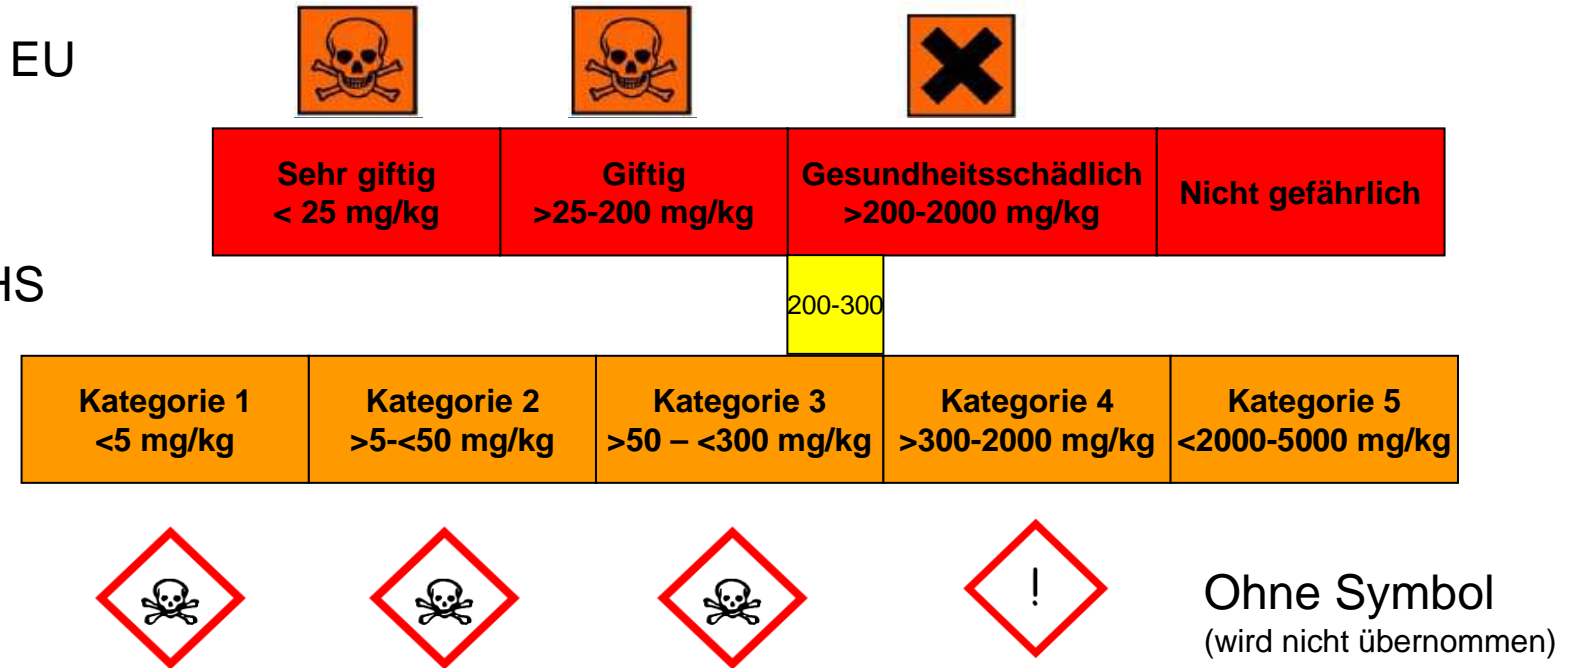 EU
Sehr giftig
< 25 mg/kg
Giftig
>25-200 mg/kg
Gesundheitsschädlich
>200-2000 mg/kg
Nicht gefährlich
HS
200-300
Kategorie 1
<5 mg/kg
Kategorie 2
>5-<50 mg/kg
Kategorie 3
>50 – <300 mg/kg
Kategorie 4
>300-2000 mg/kg
Kategorie 5
<2000-5000 mg/kg
!
Ohne Symbol
(wird nicht übernommen)